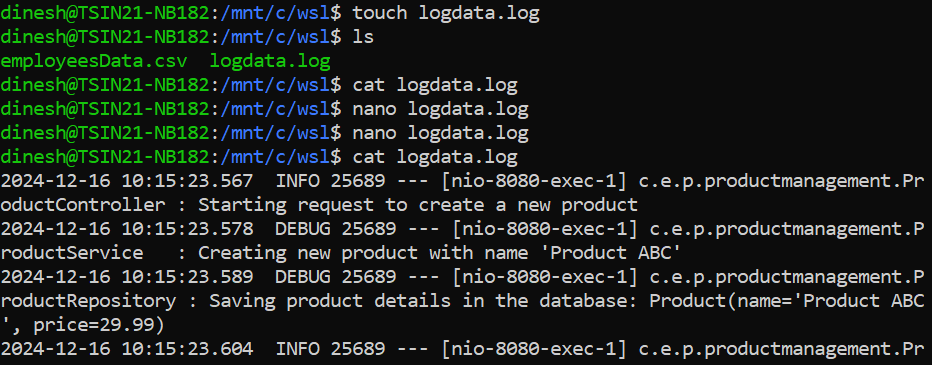 dinesh@TSIN21-NB182:/mnt/c/wsl$ touch logdata.log
dinesh@TSIN21-NB182:/mnt/c/wsl$ ls
employeesData.csv  logdata.log
dinesh@TSIN21-NB182:/mnt/c/wsl$ cat logdata.log
dinesh@TSIN21-NB182:/mnt/c/wsl$ nano logdata.log
dinesh@TSIN21-NB182:/mnt/c/wsl$ nano logdata.log
dinesh@TSIN21-NB182:/mnt/c/wsl$ cat logdata.log
2024-12-16 10:15:23.567  INFO 25689 --- [nio-8080-exec-1] c.e.p.productmanagement.Pr
oductController : Starting request to create a new product
2024-12-16 10:15:23.578  DEBUG 25689 --- [nio-8080-exec-1] c.e.p.productmanagement.P
roductService   : Creating new product with name 'Product ABC'
2024-12-16 10:15:23.589  DEBUG 25689 --- [nio-8080-exec-1] c.e.p.productmanagement.P
roductRepository : Saving product details in the database: Product(name='Product ABC
', price=29.99)
2024-12-16 10:15:23.604  INFO 25689 --- [nio-8080-exec-1] c.e.p.productmanagement.Pr